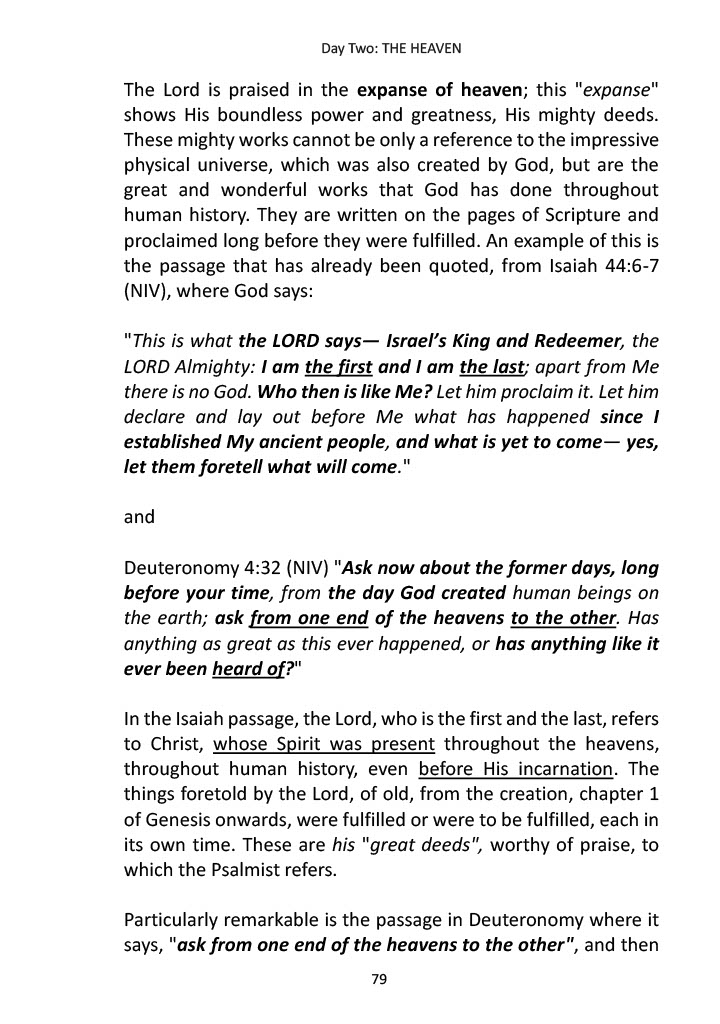 Day Two: THE HEAVEN
The Lord is praised in the expanse of heaven; this "expanse"
shows His boundless power and greatness, His mighty deeds.
These mighty works cannot be only a reference to the impressive
physical universe, which was also created by God, but are the
great and wonderful works that God has done throughout
human history. They are written on the pages of Scripture and
proclaimed long before they were fulfilled. An example of this is
the passage that has already been quoted, from Isaiah 44:6-7
(NIV), where God says:
"This is what the LORD says— Israel’s King and Redeemer, the
LORD Almighty: I am the first and I am the last; apart from Me
there is no God. Who then is like Me? Let him proclaim it. Let him
declare and lay out before Me what has happened since I
established My ancient people, and what is yet to come— yes,
let them foretell what will come."
and
Deuteronomy 4:32 (NIV) "Ask now about the former days, long
before your time, from the day God created human beings on
the earth; ask from one end of the heavens to the other. Has
anything as great as this ever happened, or has anything like it
ever been heard of?"
In the Isaiah passage, the Lord, who is the first and the last, refers
to Christ, whose Spirit was present throughout the heavens,
throughout human history, even before His incarnation. The
things foretold by the Lord, of old, from the creation, chapter 1
of Genesis onwards, were fulfilled or were to be fulfilled, each in
its own time. These are his "great deeds", worthy of praise, to
which the Psalmist refers.
Particularly remarkable is the passage in Deuteronomy where it
says, "ask from one end of the heavens to the other", and then
79